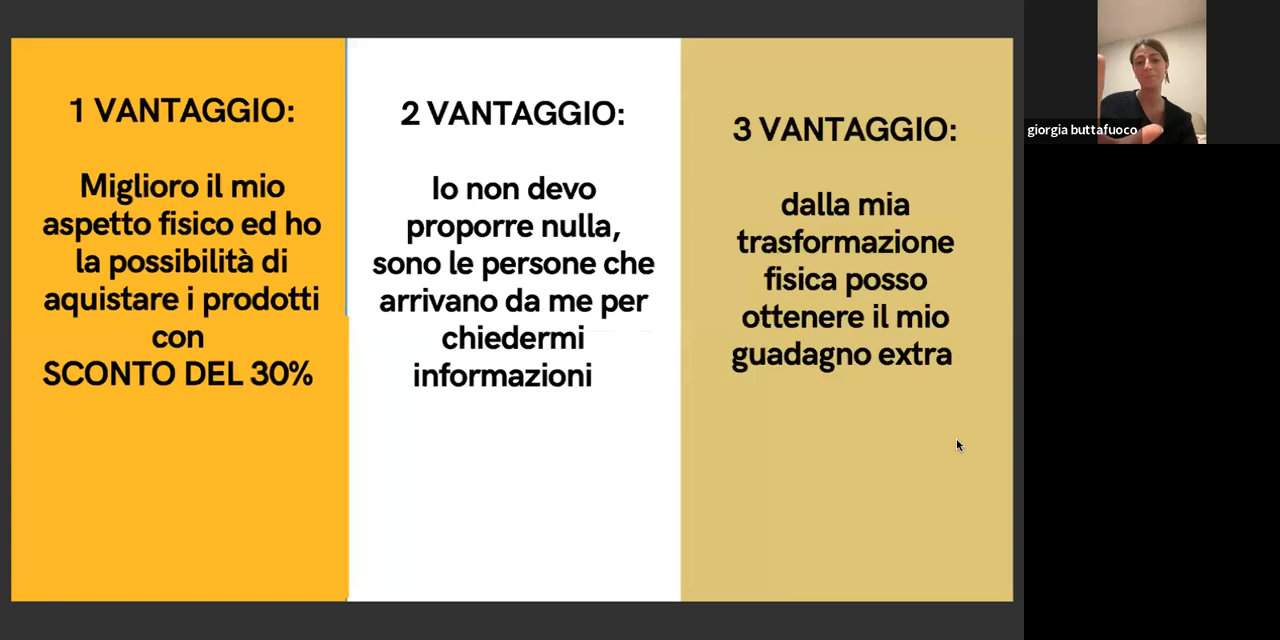 1 VANTAGGIO:
Miglioro il mio
aspetto fisico ed ho
la possibilità di
aquistare i prodotti
con
SCONTO DEL 30%
2 VANTAGGIO:
Io non devo
proporre nulla,
sono le persone che
arrivano da me per
chiedermi
informazioni
3 VANTAGGIO:
dalla mia
trasformazione
fisica posso
ottenere il mio
guadagno extra
giorgia buttafuoco